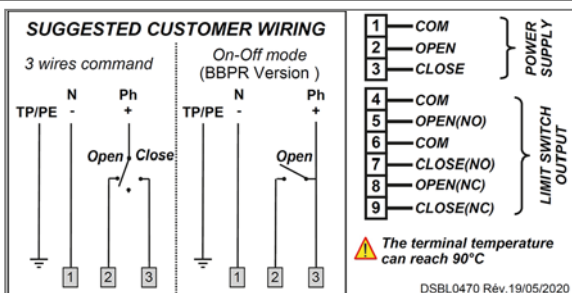 SUGGESTED CUSTOMER WIRING
3 wires command
On-Off mode
(BBPR Version )
N
Ph
TP/PE
-
+
Open
Close
1
2
3
N
Ph
TP/PE
-
+
Open
1
2
3
1 COM
2 OPEN
3 CLOSE
POWER
SUPPLY
4 COM
5 OPEN(NO)
6 COM
7 CLOSE(NO)
8 OPEN(NC)
9 CLOSE(NC)
LIMIT SWITCH
OUTPUT
! The terminal temperature
can reach 90°C
DSBL0470 Rév.19/05/2020